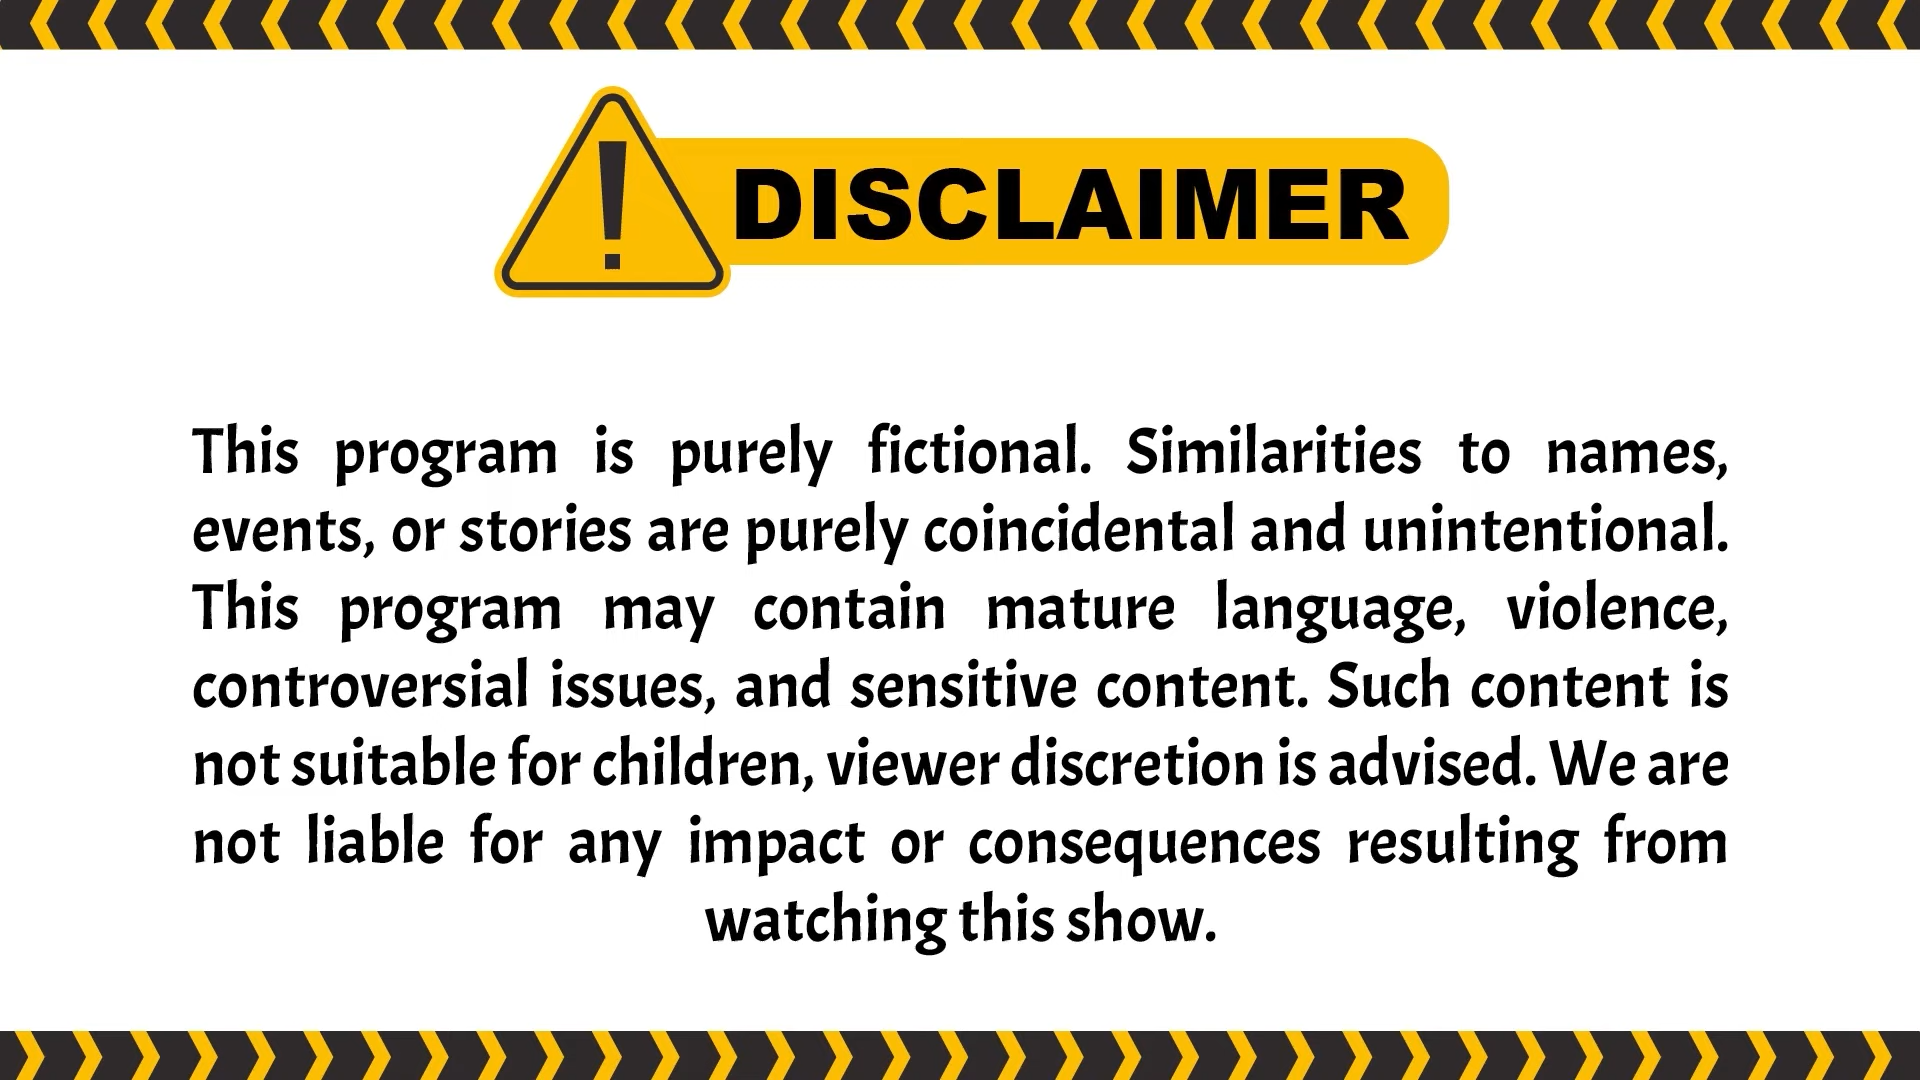 DISCLAIMER
This program is purely fictional. Similarities to names,
events, or stories are purely coincidental and unintentional.
This program may contain mature language, violence,
controversial issues, and sensitive content. Such content is
not suitable for children, viewer discretion is advised. We are
not liable for any impact or consequences resulting from
watching this show.